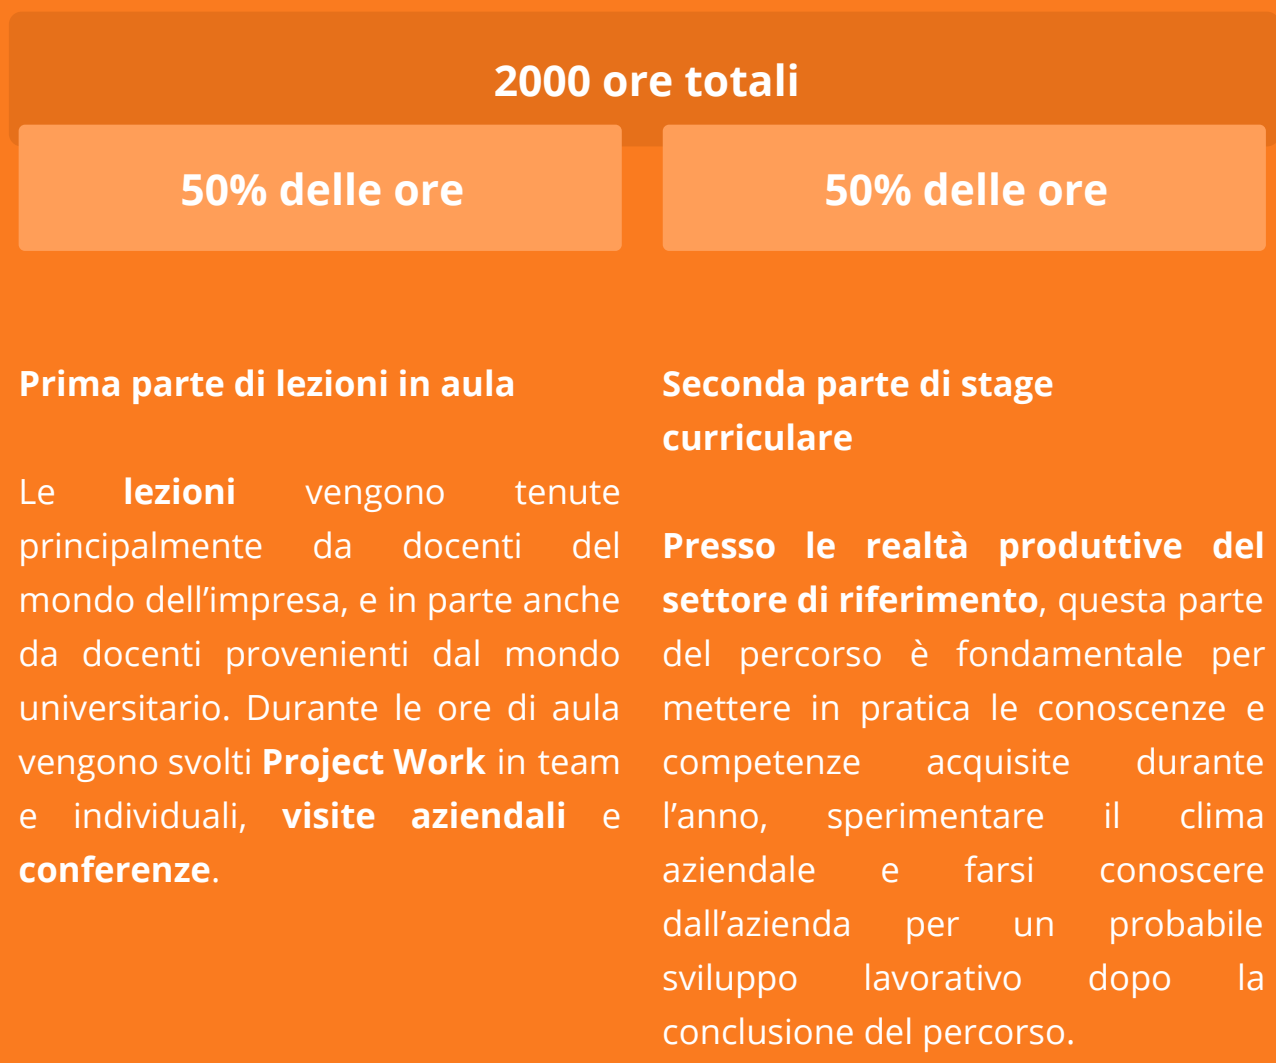 2000 ore totali
50% delle ore
50% delle ore
Prima parte di lezioni in aula
Le lezioni vengono tenute
principalmente da docenti del
mondo dell’impresa, e in parte anche
da docenti provenienti dal mondo
universitario. Durante le ore di aula
vengono svolti Project Work in team
e individuali, visite aziendali e
conferenze.
Seconda parte di stage
curriculare
Presso le realtà produttive del
settore di riferimento, questa parte
del percorso è fondamentale per
mettere in pratica le conoscenze e
competenze acquisite durante
l’anno, sperimentare il clima
aziendale e farsi conoscere
dall’azienda per un probabile
sviluppo lavorativo dopo la
conclusione del percorso.